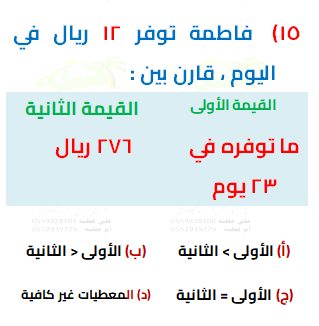 ١٥) فاطمة توفر ١٢ ريال في
اليوم ، قارن بين :
القيمة الأولى
القيمة الثانية
ما توفره في
٢٣ يوم
٢٧٦ ريال
(أ) الأولى > الثانية
(ب) الأولى < الثانية
(ج) الأولى = الثانية
(د) المعطيات غير كافية